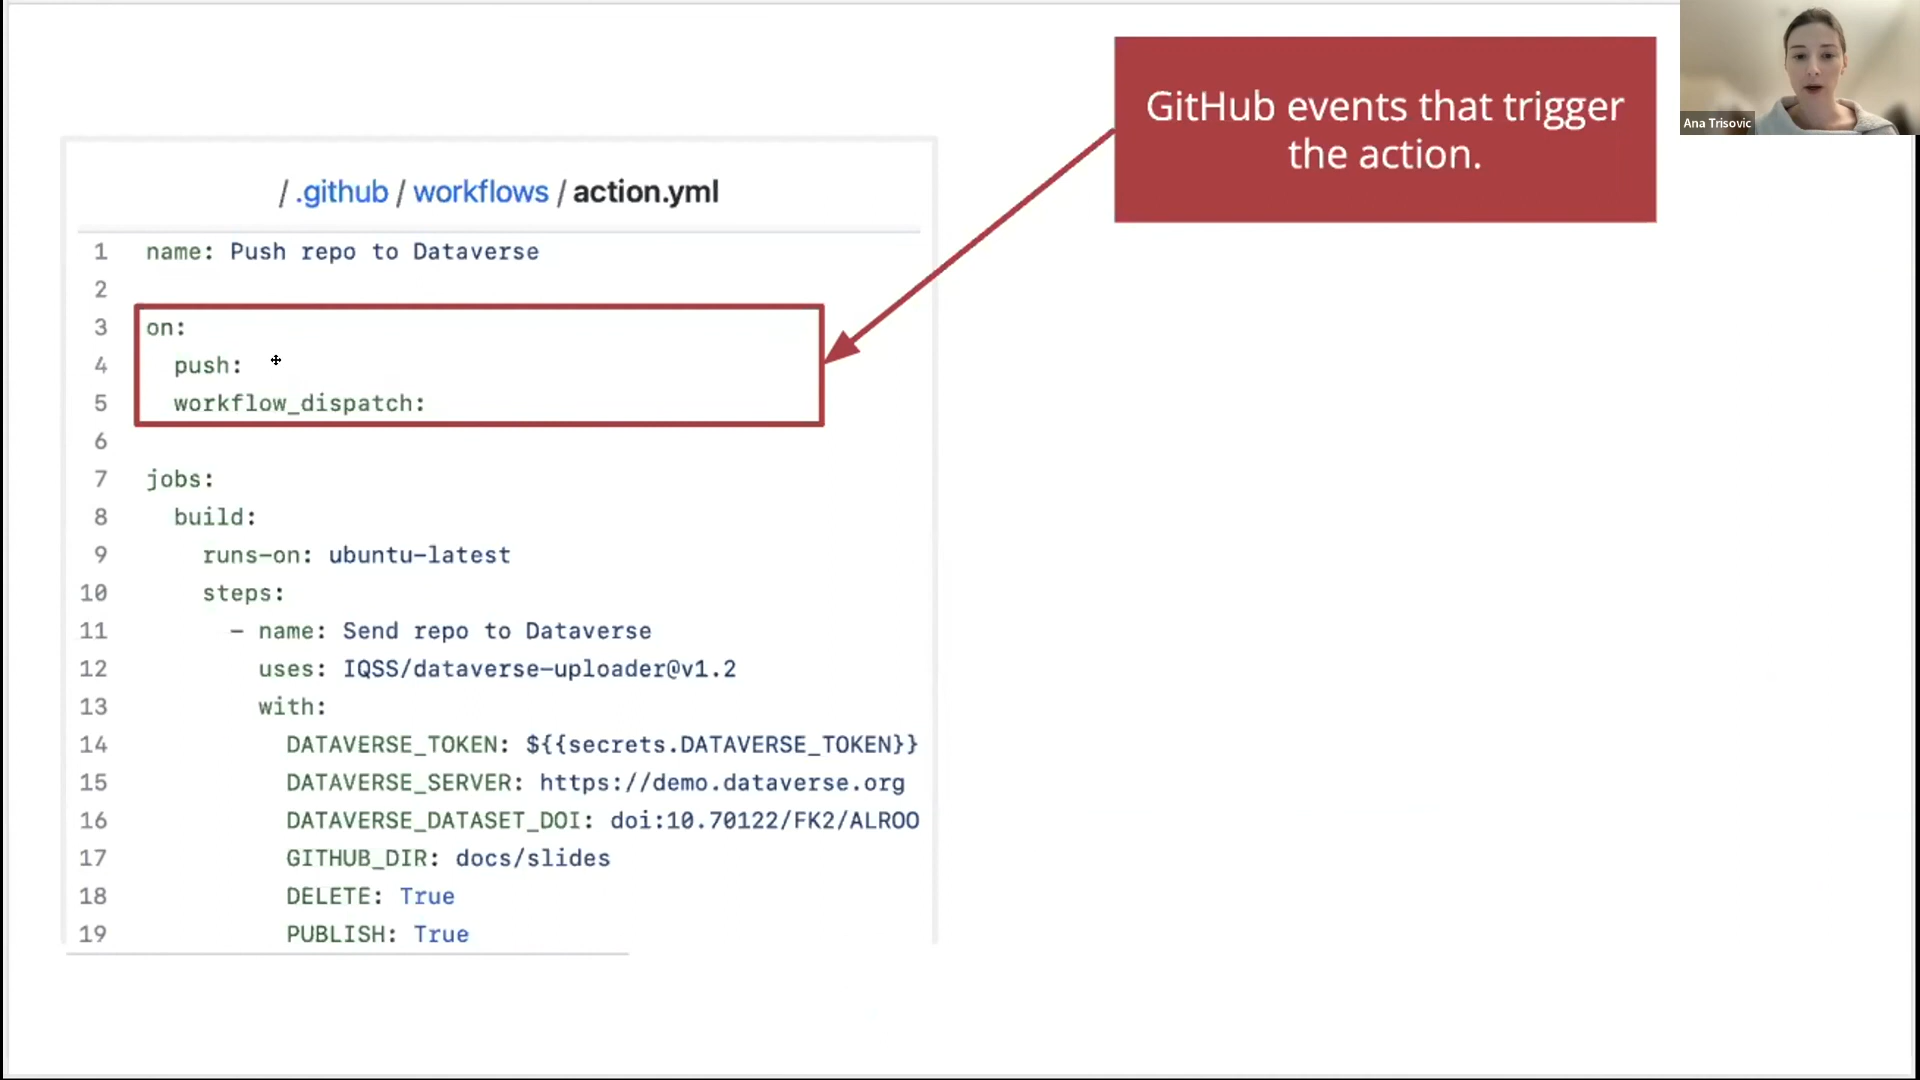 GitHub events that trigger
the action.
Ana Trisovic
/ .github / workflows / action.yml
1 name: Push repo to Dataverse
2
3 on:
4 push:
5 workflow_dispatch:
6
7 jobs:
8 build:
9 runs-on: ubuntu-latest
10 steps:
11 - name: Send repo to Dataverse
12 uses: IQSS/dataverse-uploader@v1.2
13 with:
14 DATAVERSE_TOKEN: ${{secrets.DATAVERSE_TOKEN}}
15 DATAVERSE_SERVER: https://demo.dataverse.org
16 DATAVERSE_DATASET_DOI: doi:10.70122/FK2/ALROO
17 GITHUB_DIR: docs/slides
18 DELETE: True
19 PUBLISH: True